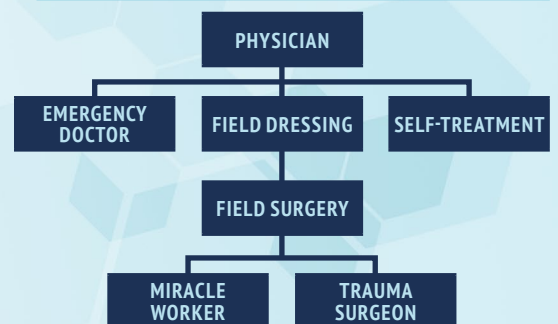 PHYSICIAN
EMERGENCY
DOCTOR
FIELD DRESSING
SELF-TREATMENT
FIELD SURGERY
MIRACLE
WORKER
TRAUMA
SURGEON